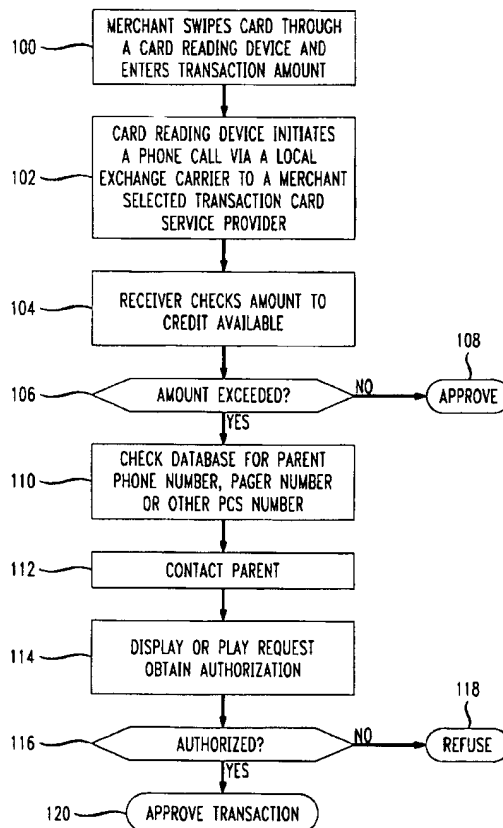 100
MERCHANT SWIPES CARD THROUGH
A CARD READING DEVICE AND
ENTERS TRANSACTION AMOUNT
102
CARD READING DEVICE INITIATES
A PHONE CALL VIA A LOCAL
EXCHANGE CARRIER TO A MERCHANT
SELECTED TRANSACTION CARD
SERVICE PROVIDER
104
RECEIVER CHECKS AMOUNT TO
CREDIT AVAILABLE
106
AMOUNT EXCEEDED?
NO
108
APPROVE
YES
110
CHECK DATABASE FOR PARENT
PHONE NUMBER, PAGER NUMBER
OR OTHER PCS NUMBER
112
CONTACT PARENT
114
DISPLAY OR PLAY REQUEST
OBTAIN AUTHORIZATION
116
AUTHORIZED?
NO
118
REFUSE
YES
120
APPROVE TRANSACTION